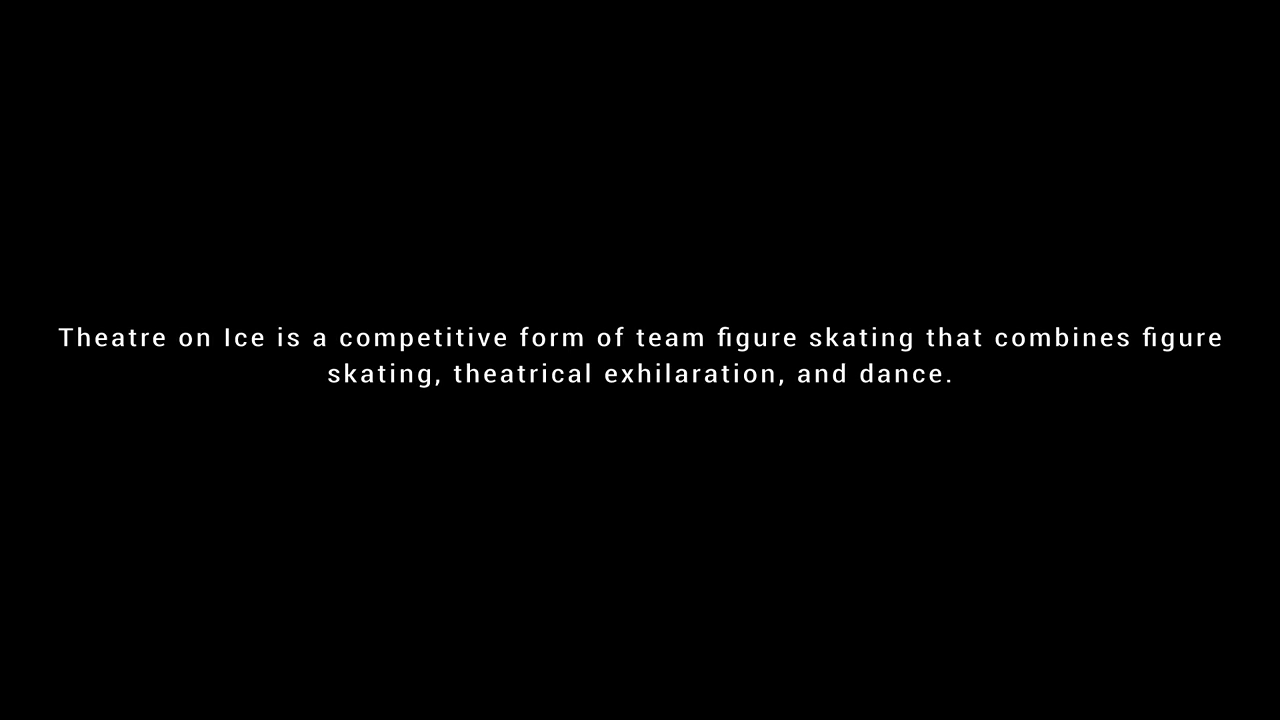 Theatre on Ice is a competitive form of team figure skating that combines figure
skating, theatrical exhilaration, and dance.